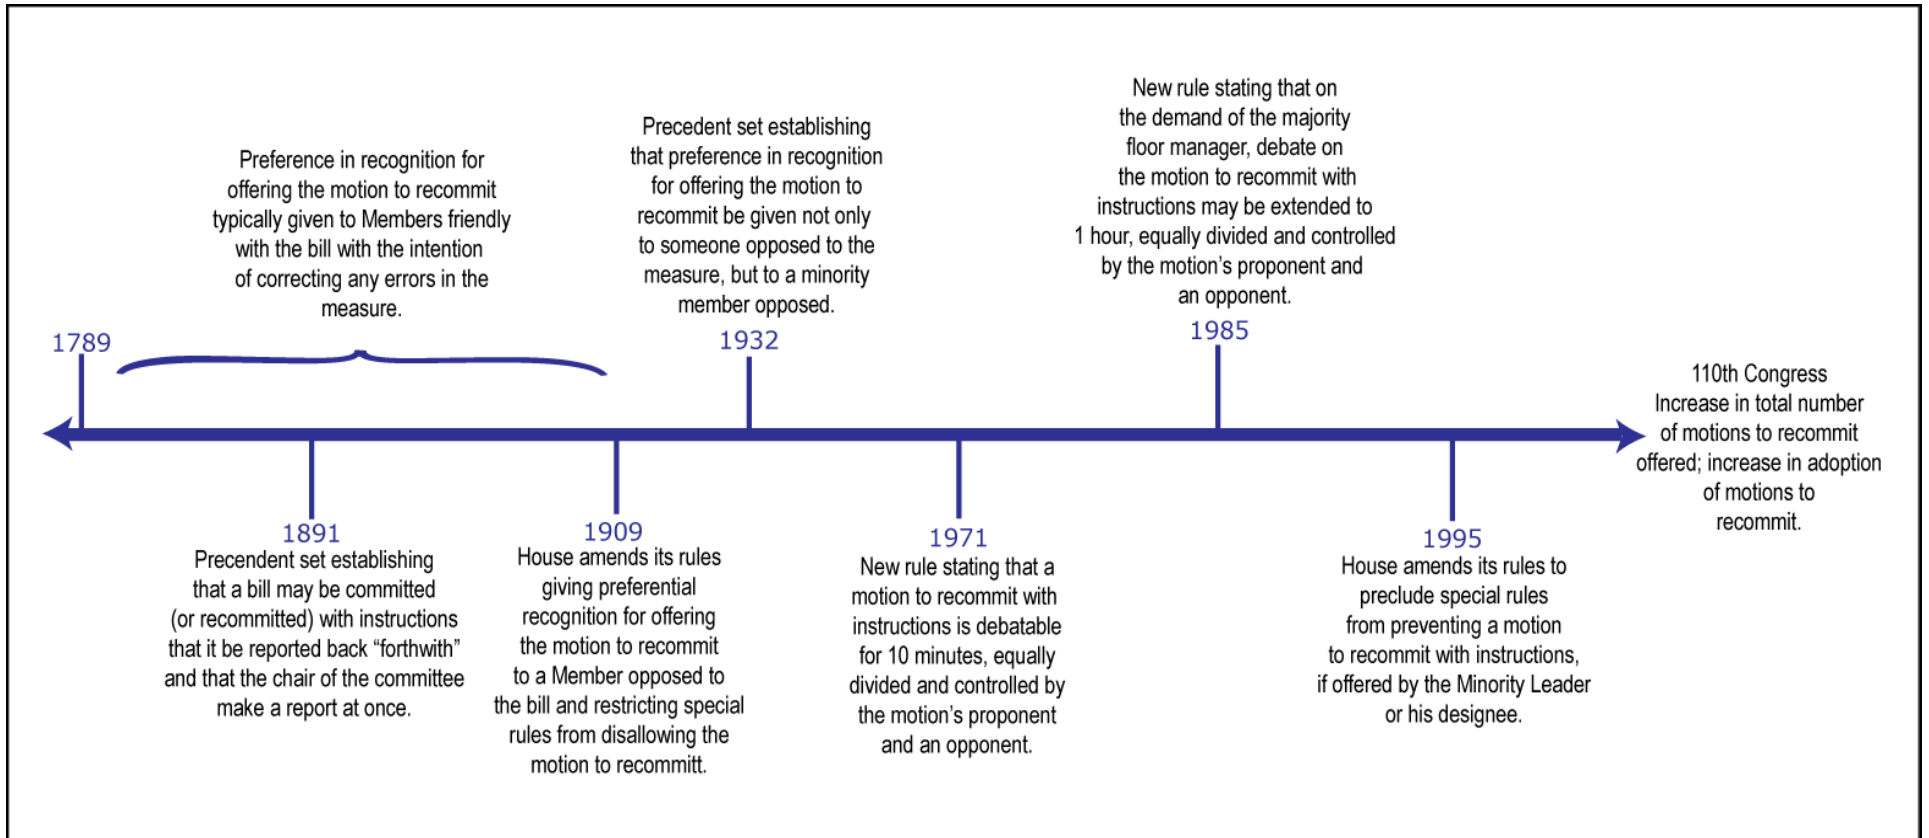 1789
Preference in recognition for
offering the motion to recommit
typically given to Members friendly
with the bill with the intention
of correcting any errors in the
measure.
1891
Precendent set establishing
that a bill may be committed
(or recommitted) with instructions
that it be reported back “forthwith”
and that the chair of the committee
make a report at once.
1909
House amends its rules
giving preferential
recognition for offering
the motion to recommit
to a Member opposed to
the bill and restricting special
rules from disallowing the
motion to recommitt.
Precedent set establishing
that preference in recognition
for offering the motion to
recommit be given not only
to someone opposed to the
measure, but to a minority
member opposed.
1932
1971
New rule stating that a
motion to recommit with
instructions is debatable
for 10 minutes, equally
divided and controlled by
the motion’s proponent
and an opponent.
New rule stating that on
the demand of the majority
floor manager, debate on
the motion to recommit with
instructions may be extended to
1 hour, equally divided and controlled
by the motion’s proponent and
an opponent.
1985
1995
House amends its rules to
preclude special rules
from preventing a motion
to recommit with instructions,
if offered by the Minority Leader
or his designee.
110th Congress
Increase in total number
of motions to recommit
offered; increase in adoption
of motions to
recommit.